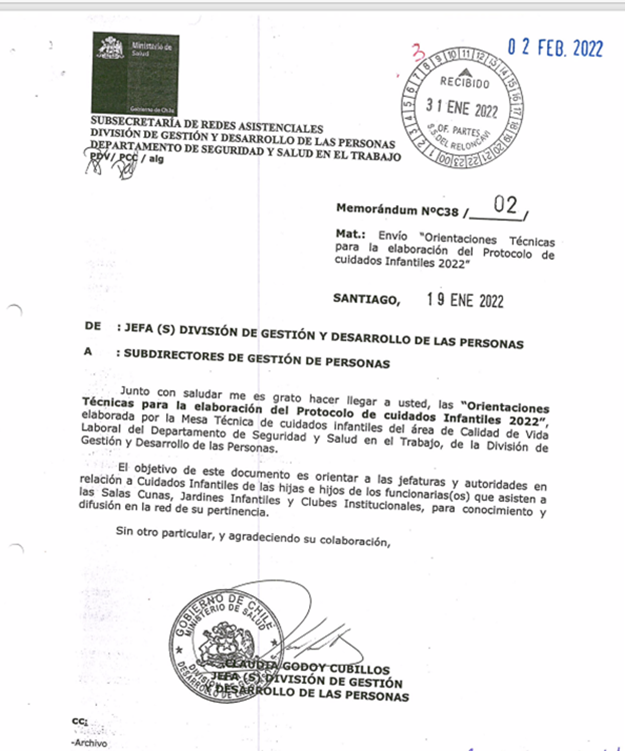 Ministerio de
Salud
Gobierno de Chile
3
02 FEB. 2022
RECIBIDO
31 ENE 2022
OF. PARTES
S.S DEL RELONCAVI
SUBSECRETARÍA DE REDES ASISTENCIALES
DIVISIÓN DE GESTIÓN Y DESARROLLO DE LAS PERSONAS
DEPARTAMENTO DE SEGURIDAD Y SALUD EN EL TRABAJO
PDV/ PCC / alg
Memorándum NºC38 / 02 /
Mat.: Envío "Orientaciones Técnicas
para la elaboración del Protocolo de
cuidados Infantiles 2022"
SANTIAGO, 19 ENE 2022
DE : JEFA (S) DIVISIÓN DE GESTIÓN Y DESARROLLO DE LAS PERSONAS
A : SUBDIRECTORES DE GESTIÓN DE PERSONAS
Junto con saludar me es grato hacer llegar a usted, las "Orientaciones
Técnicas para la elaboración del Protocolo de cuidados Infantiles 2022",
elaborada por la Mesa Técnica de cuidados infantiles del área de Calidad de Vida
Laboral del Departamento de Seguridad y Salud en el Trabajo, de la División de
Gestión y Desarrollo de las Personas.
El objetivo de este documento es orientar a las jefaturas y autoridades en
relación a Cuidados Infantiles de las hijas e hijos de los funcionarias(os) que asisten a
las Salas Cunas, Jardines Infantiles y Clubes Institucionales, para conocimiento y
difusión en la red de su pertinencia.
Sin otro particular, y agradeciendo su colaboración,
GOBIERNO DE CHILE
MINISTERIO DE SALUD
CLAUDIA GODOY CUBILLOS
JEFA (S) DIVISIÓN DE GESTIÓN
Y DESARROLLO DE LAS PERSONAS
CC:
-Archivo